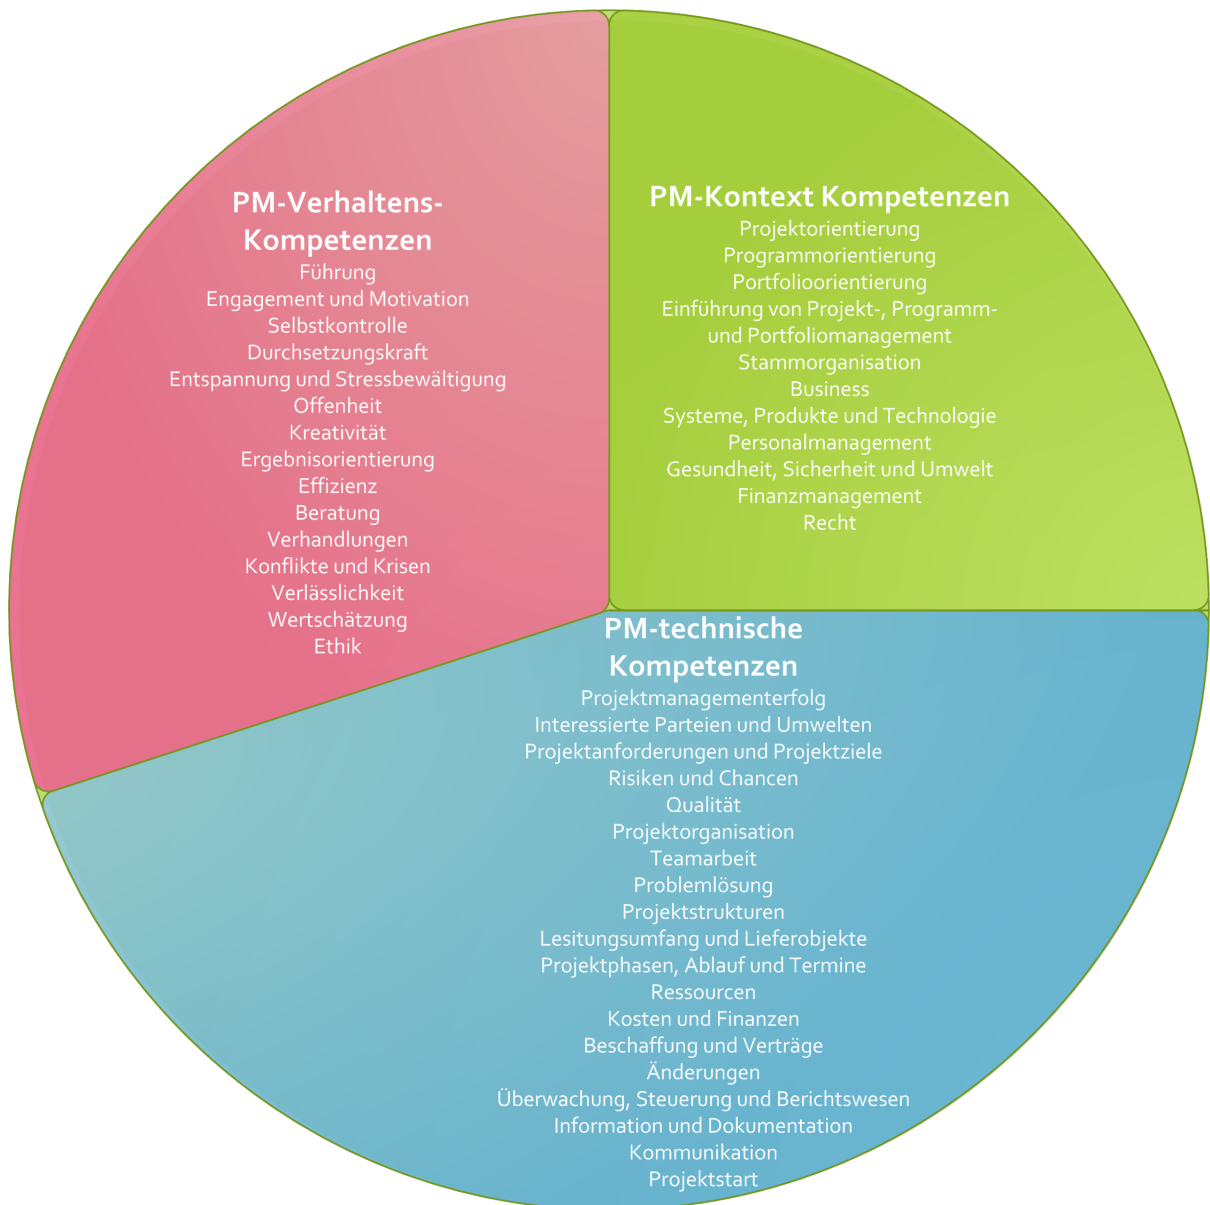 PM-Verhaltens-
Kompetenzen
Führung
Engagement und Motivation
Selbstkontrolle
Durchsetzungskraft
Entspannung und Stressbewältigung
Offenheit
Kreativität
Ergebnisorientierung
Effizienz
Beratung
Verhandlungen
Konflikte und Krisen
Verlässlichkeit
Wertschätzung
Ethik
PM-Kontext Kompetenzen
Projektorientierung
Programmorientierung
Portfolioorientierung
Einführung von Projekt-, Programm-
und Portfoliomanagement
Stammorganisation
Business
Systeme, Produkte und Technologie
Personalmanagement
Gesundheit, Sicherheit und Umwelt
Finanzmanagement
Recht
PM-technische
Kompetenzen
Projektmanagementerfolg
Interessierte Parteien und Umwelten
Projektanforderungen und Projektziele
Risiken und Chancen
Qualität
Projektorganisation
Teamarbeit
Problemlösung
Projektstrukturen
Lesitungsumfang und Lieferobjekte
Projektphasen, Ablauf und Termine
Ressourcen
Kosten und Finanzen
Beschaffung und Verträge
Änderungen
Überwachung, Steuerung und Berichtswesen
Information und Dokumentation
Kommunikation
Projektstart